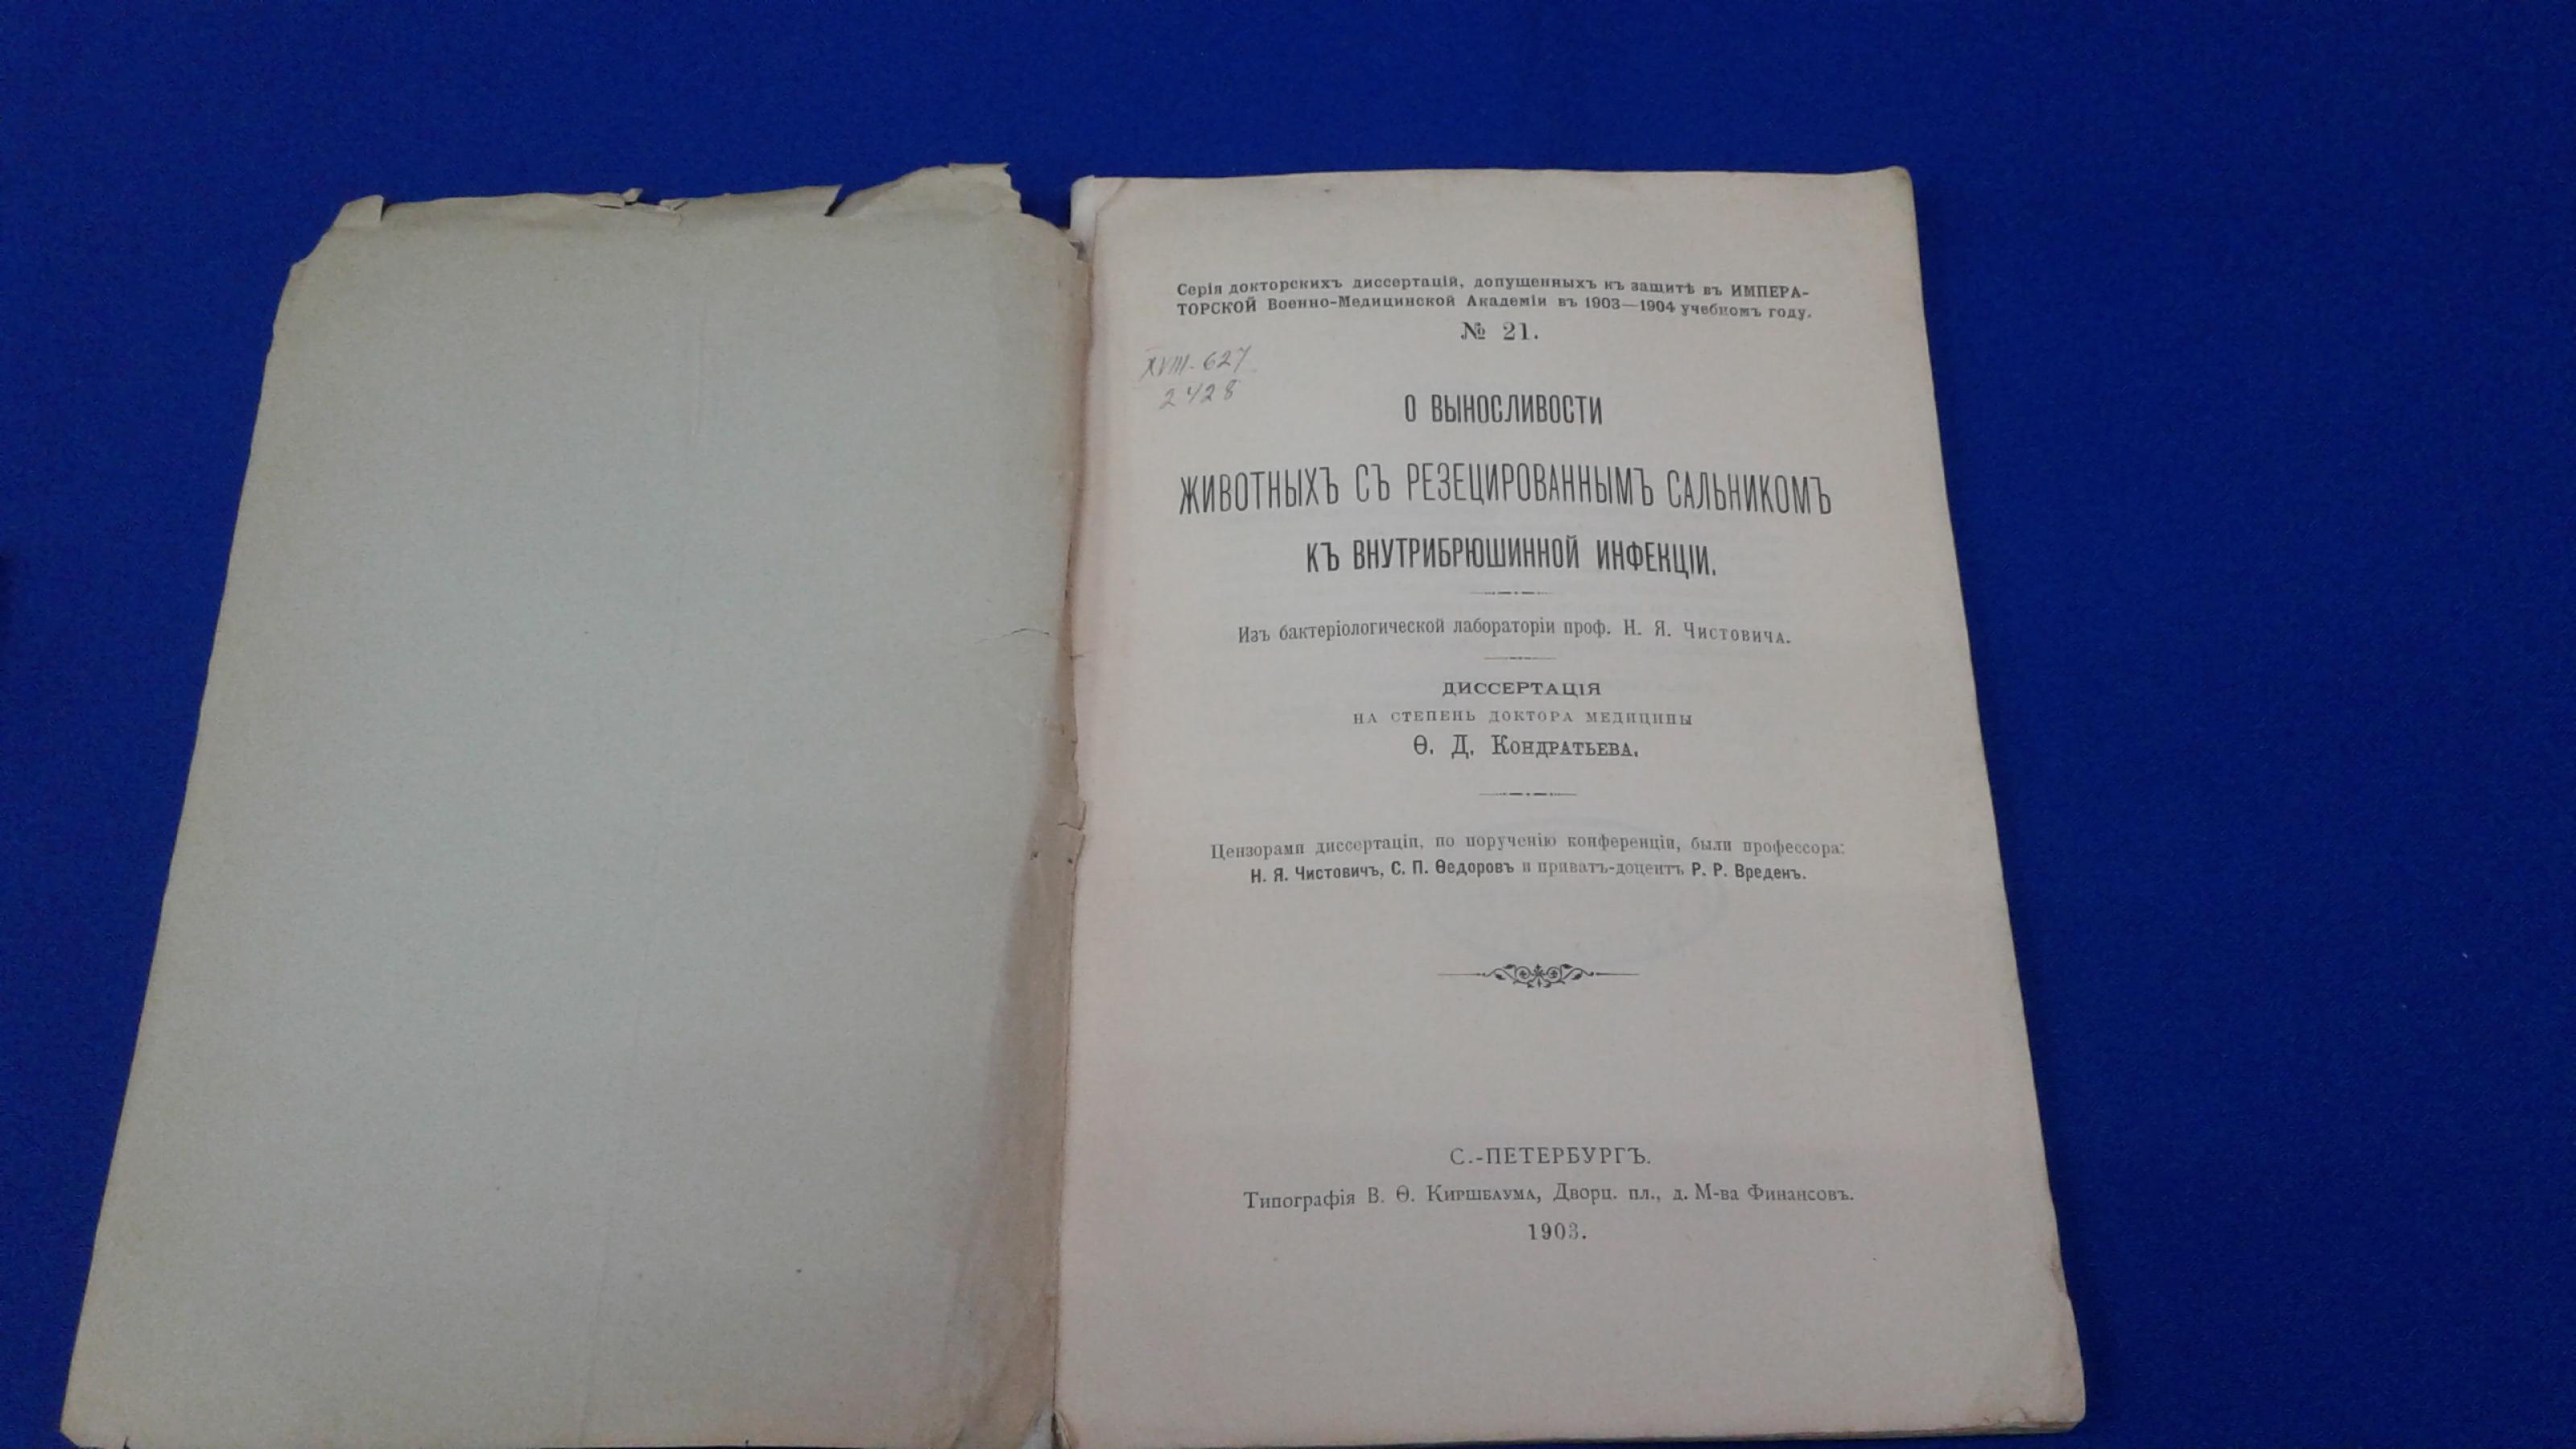 Серія докторскихъ диссертацій, допущенныхъ къ защитѣ въ ИМПЕРА-
ТОРСКОЙ Военно-Медицинской Академіи въ 1903—1904 учебномъ году.
№ 21.
XVIII-627
2428
О ВЫНОСЛИВОСТИ
ЖИВОТНЫХЪ СЪ РЕЗЕЦИРОВАННЫМЪ САЛЬНИКОМЪ
КЪ ВНУТРИБРЮШИННОЙ ИНФЕКЦІИ.
Изъ бактеріологической лабораторіи проф. Н. Я. Чистовича.
ДИССЕРТАЦІЯ
НА СТЕПЕНЬ ДОКТОРА МЕДИЦИНЫ
Ѳ. Д. Кондратьева.
Цензорами диссертаціи, по порученію конференціи, были профессора:
Н. Я. Чистовичъ, С. П. Ѳедоровъ и приватъ-доцентъ Р. Р. Вреденъ.
С.-ПЕТЕРБУРГЪ.
Типографія В. Ѳ. Киршбаума, Дворц. пл., д. М-ва Финансовъ.
1903.